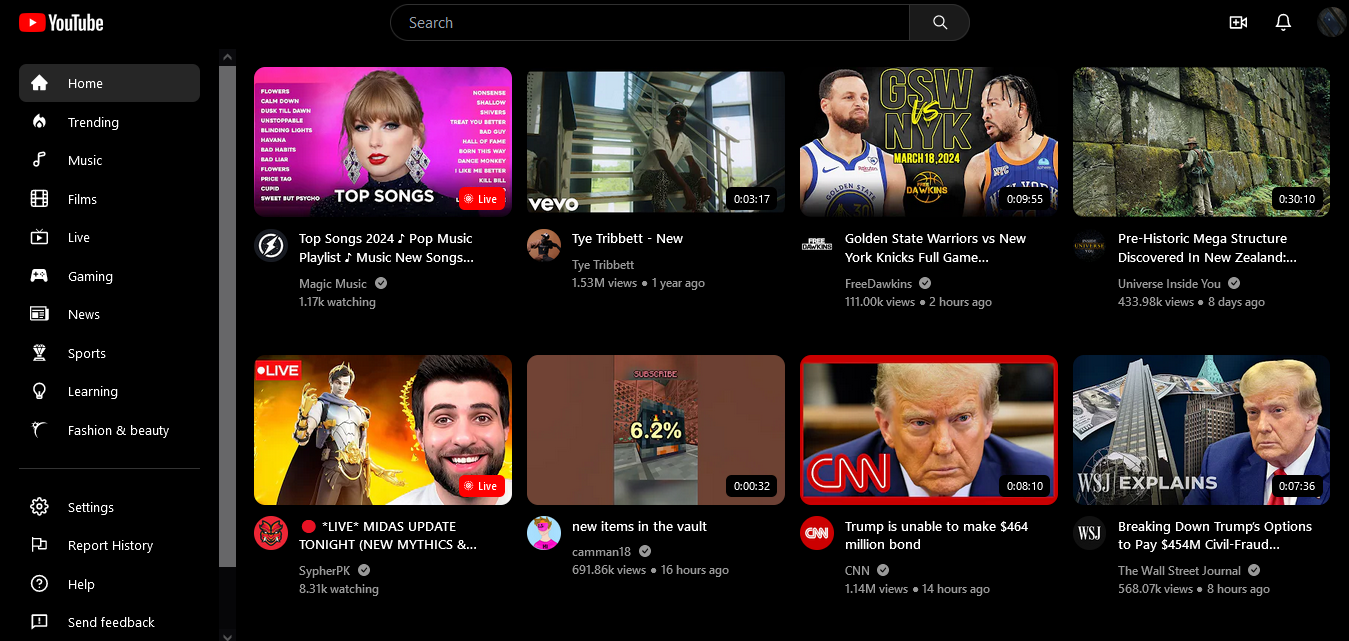 YouTube
Search
Home
Trending
Music
Films
Live
Gaming
News
Sports
Learning
Fashion & beauty
Settings
Report History
Help
Send feedback
FLOWERS
CALM DOWN
DUSK TILL DAWN
UNSTOPPABLE
BLINDING LIGHTS
HAVANA
BAD HABITS
BAD LIAR
FLOWERS
PRICE TAG
CUPID
SWEET BUT PSYCHO
NONSENSE
SHALLOW
SHIVERS
TREAT YOU BETTER
BAD GUY
HALL OF FAME
BORN THIS WAY
DANCE MONKEY
I LIKE ME BETTER
KILL BILL
TOP SONGS
Live
Top Songs 2024 ♪ Pop Music
Playlist ♪ Music New Songs...
Magic Music
1.17k watching
vevo
0:03:17
Tye Tribbett - New
Tye Tribbett
1.53M views • 1 year ago
GSW
VS
NYK
MARCH 18, 2024
GOLDEN STATE
30
FREE
DAWKINS
0:09:55
FREE
DAWKINS
Golden State Warriors vs New
York Knicks Full Game...
FreeDawkins
111.00k views • 2 hours ago
0:30:10
UNIVERSE
Pre-Historic Mega Structure
Discovered In New Zealand:...
Universe Inside You
433.98k views • 8 days ago
LIVE
Live
*LIVE* MIDAS UPDATE
TONIGHT (NEW MYTHICS &...
SypherPK
8.31k watching
SUBSCRIBE
6.2%
0:00:32
new items in the vault
camman18
691.86k views • 16 hours ago
CNN
0:08:10
CNN
Trump is unable to make $464
million bond
CNN
1.14M views • 14 hours ago
WSJ EXPLAINS
0:07:36
WSJ
Breaking Down Trump's Options
to Pay $454M Civil-Fraud...
The Wall Street Journal
568.07k views • 8 hours ago